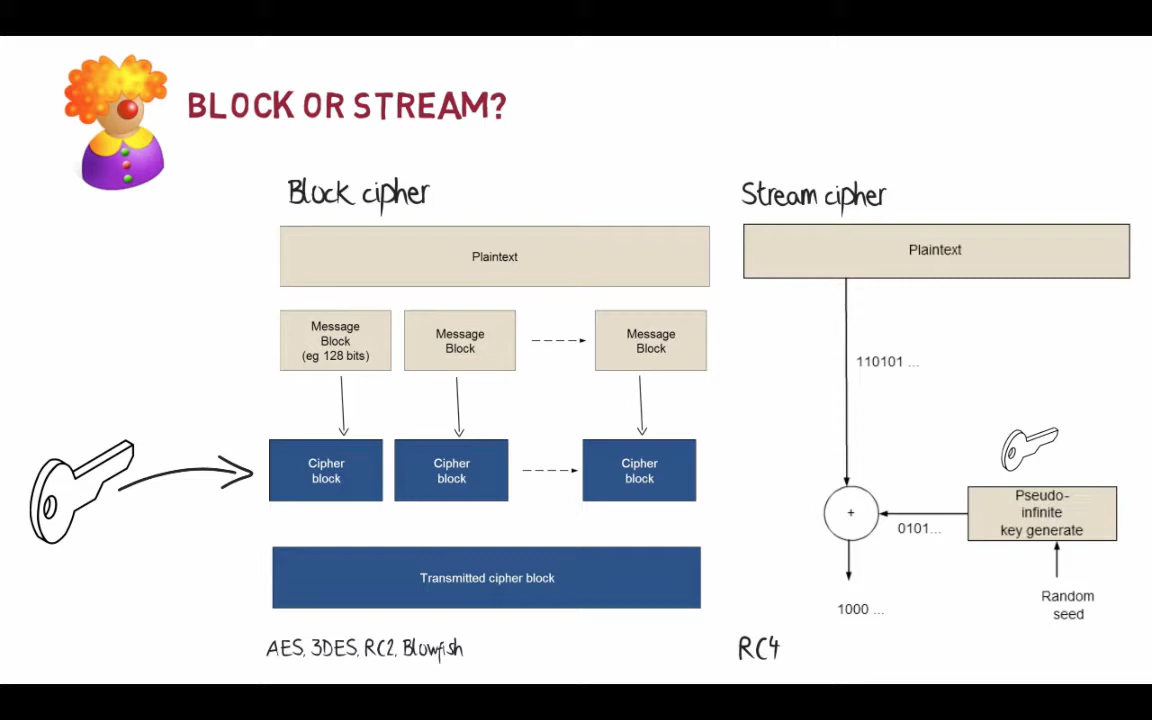 BLOCK OR STREAM?
Block cipher
Plaintext
Message
Block
(eg 128 bits)
Message
Block
Message
Block
Cipher
block
Cipher
block
Cipher
block
Transmitted cipher block
AES, 3DES, RC2, Blowfish
Stream cipher
Plaintext
110101 ...
+
0101...
Pseudo-
infinite
key generate
Random
seed
1000 ...
RC4